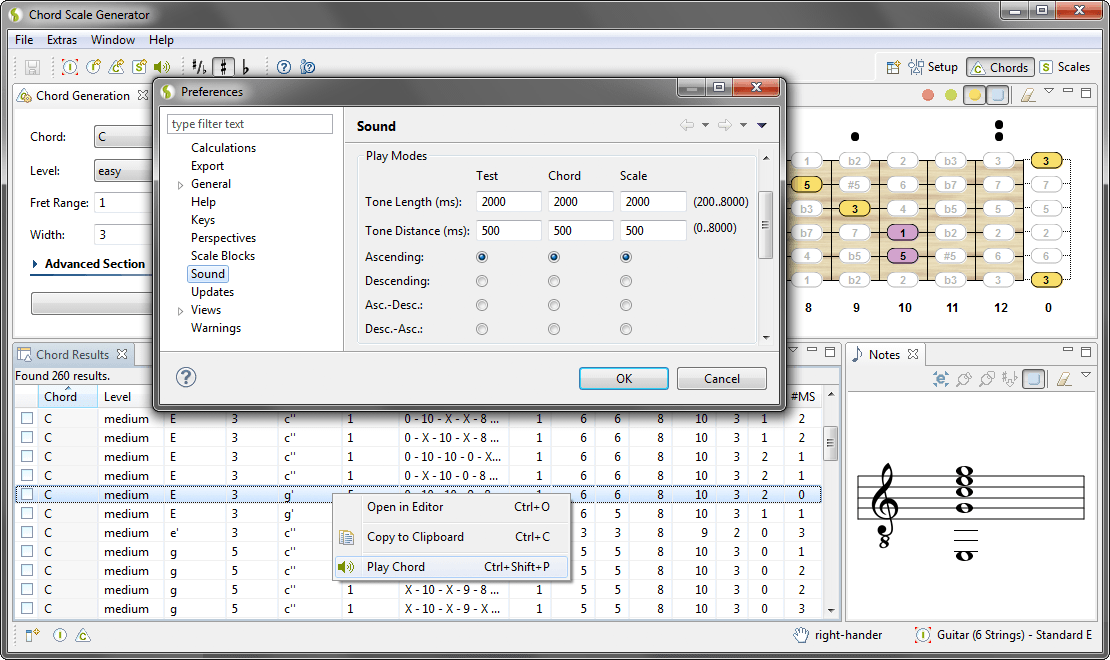 Chord Scale Generator
File Extras Window Help
Setup Chords S Scales
Chord Generation
Chord: C
Level: easy
Fret Range: 1
Width: 3
Advanced Section
Preferences
type filter text
Calculations
Export
General
Help
Keys
Perspectives
Scale Blocks
Sound
Updates
Views
Warnings
Sound
Play Modes
Test Chord Scale
Tone Length (ms): 2000 2000 2000 (200..8000)
Tone Distance (ms): 500 500 500 (0..8000)
Ascending:
Descending:
Asc.-Desc.:
Desc.-Asc.:
OK Cancel
1 b2 2 b3 3 3
5 #5 6 b7 7 7
b3 3 4 b5 5 5
b7 7 1 b2 2 2
4 b5 5 #5 6 6
1 b2 2 b3 3 3
8 9 10 11 12 0
Chord Results
Found 260 results.
Chord Level #MS
C medium E 3 c'' 1 0 - 10 - X - X - 8 ... 1 6 6 8 10 3 1 2
C medium E 3 c'' 1 0 - X - 10 - X - 8 ... 1 6 6 8 10 3 1 2
C medium E 3 c'' 1 0 - 10 - 10 - 0 - X... 1 6 6 8 10 3 2 1
C medium E 3 c'' 1 0 - X - 10 - 0 - 8 ... 1 6 6 8 10 3 2 1
C medium E 3 g' 6 6 8 10 3 2 0
C medium E 3 g' 6 5 8 10 3 1 1
C medium e' 3 c'' 3 3 8 9 2 0 3
C medium g 5 c'' 5 5 8 10 3 0 1
C medium g 5 c'' 5 5 8 10 3 0 2
C medium g 5 c'' 1 X - 10 - X - 9 - 8 ... 1 5 5 8 10 3 0 2
C medium g 5 c'' 1 X - 10 - X - 9 - X... 1 5 5 8 10 3 0 3
Open in Editor Ctrl+O
Copy to Clipboard Ctrl+C
Play Chord Ctrl+Shift+P
Notes
8
right-hander Guitar (6 Strings) - Standard E